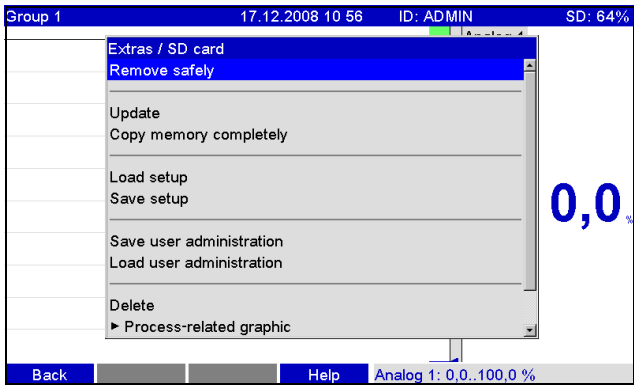 Group 1 17.12.2008 10 56 ID: ADMIN SD: 64%
Analog 1
Extras / SD card
Remove safely
Update
Copy memory completely
Load setup
Save setup
0,0 %
Save user administration
Load user administration
Delete
► Process-related graphic
Back Help Analog 1: 0,0..100,0 %